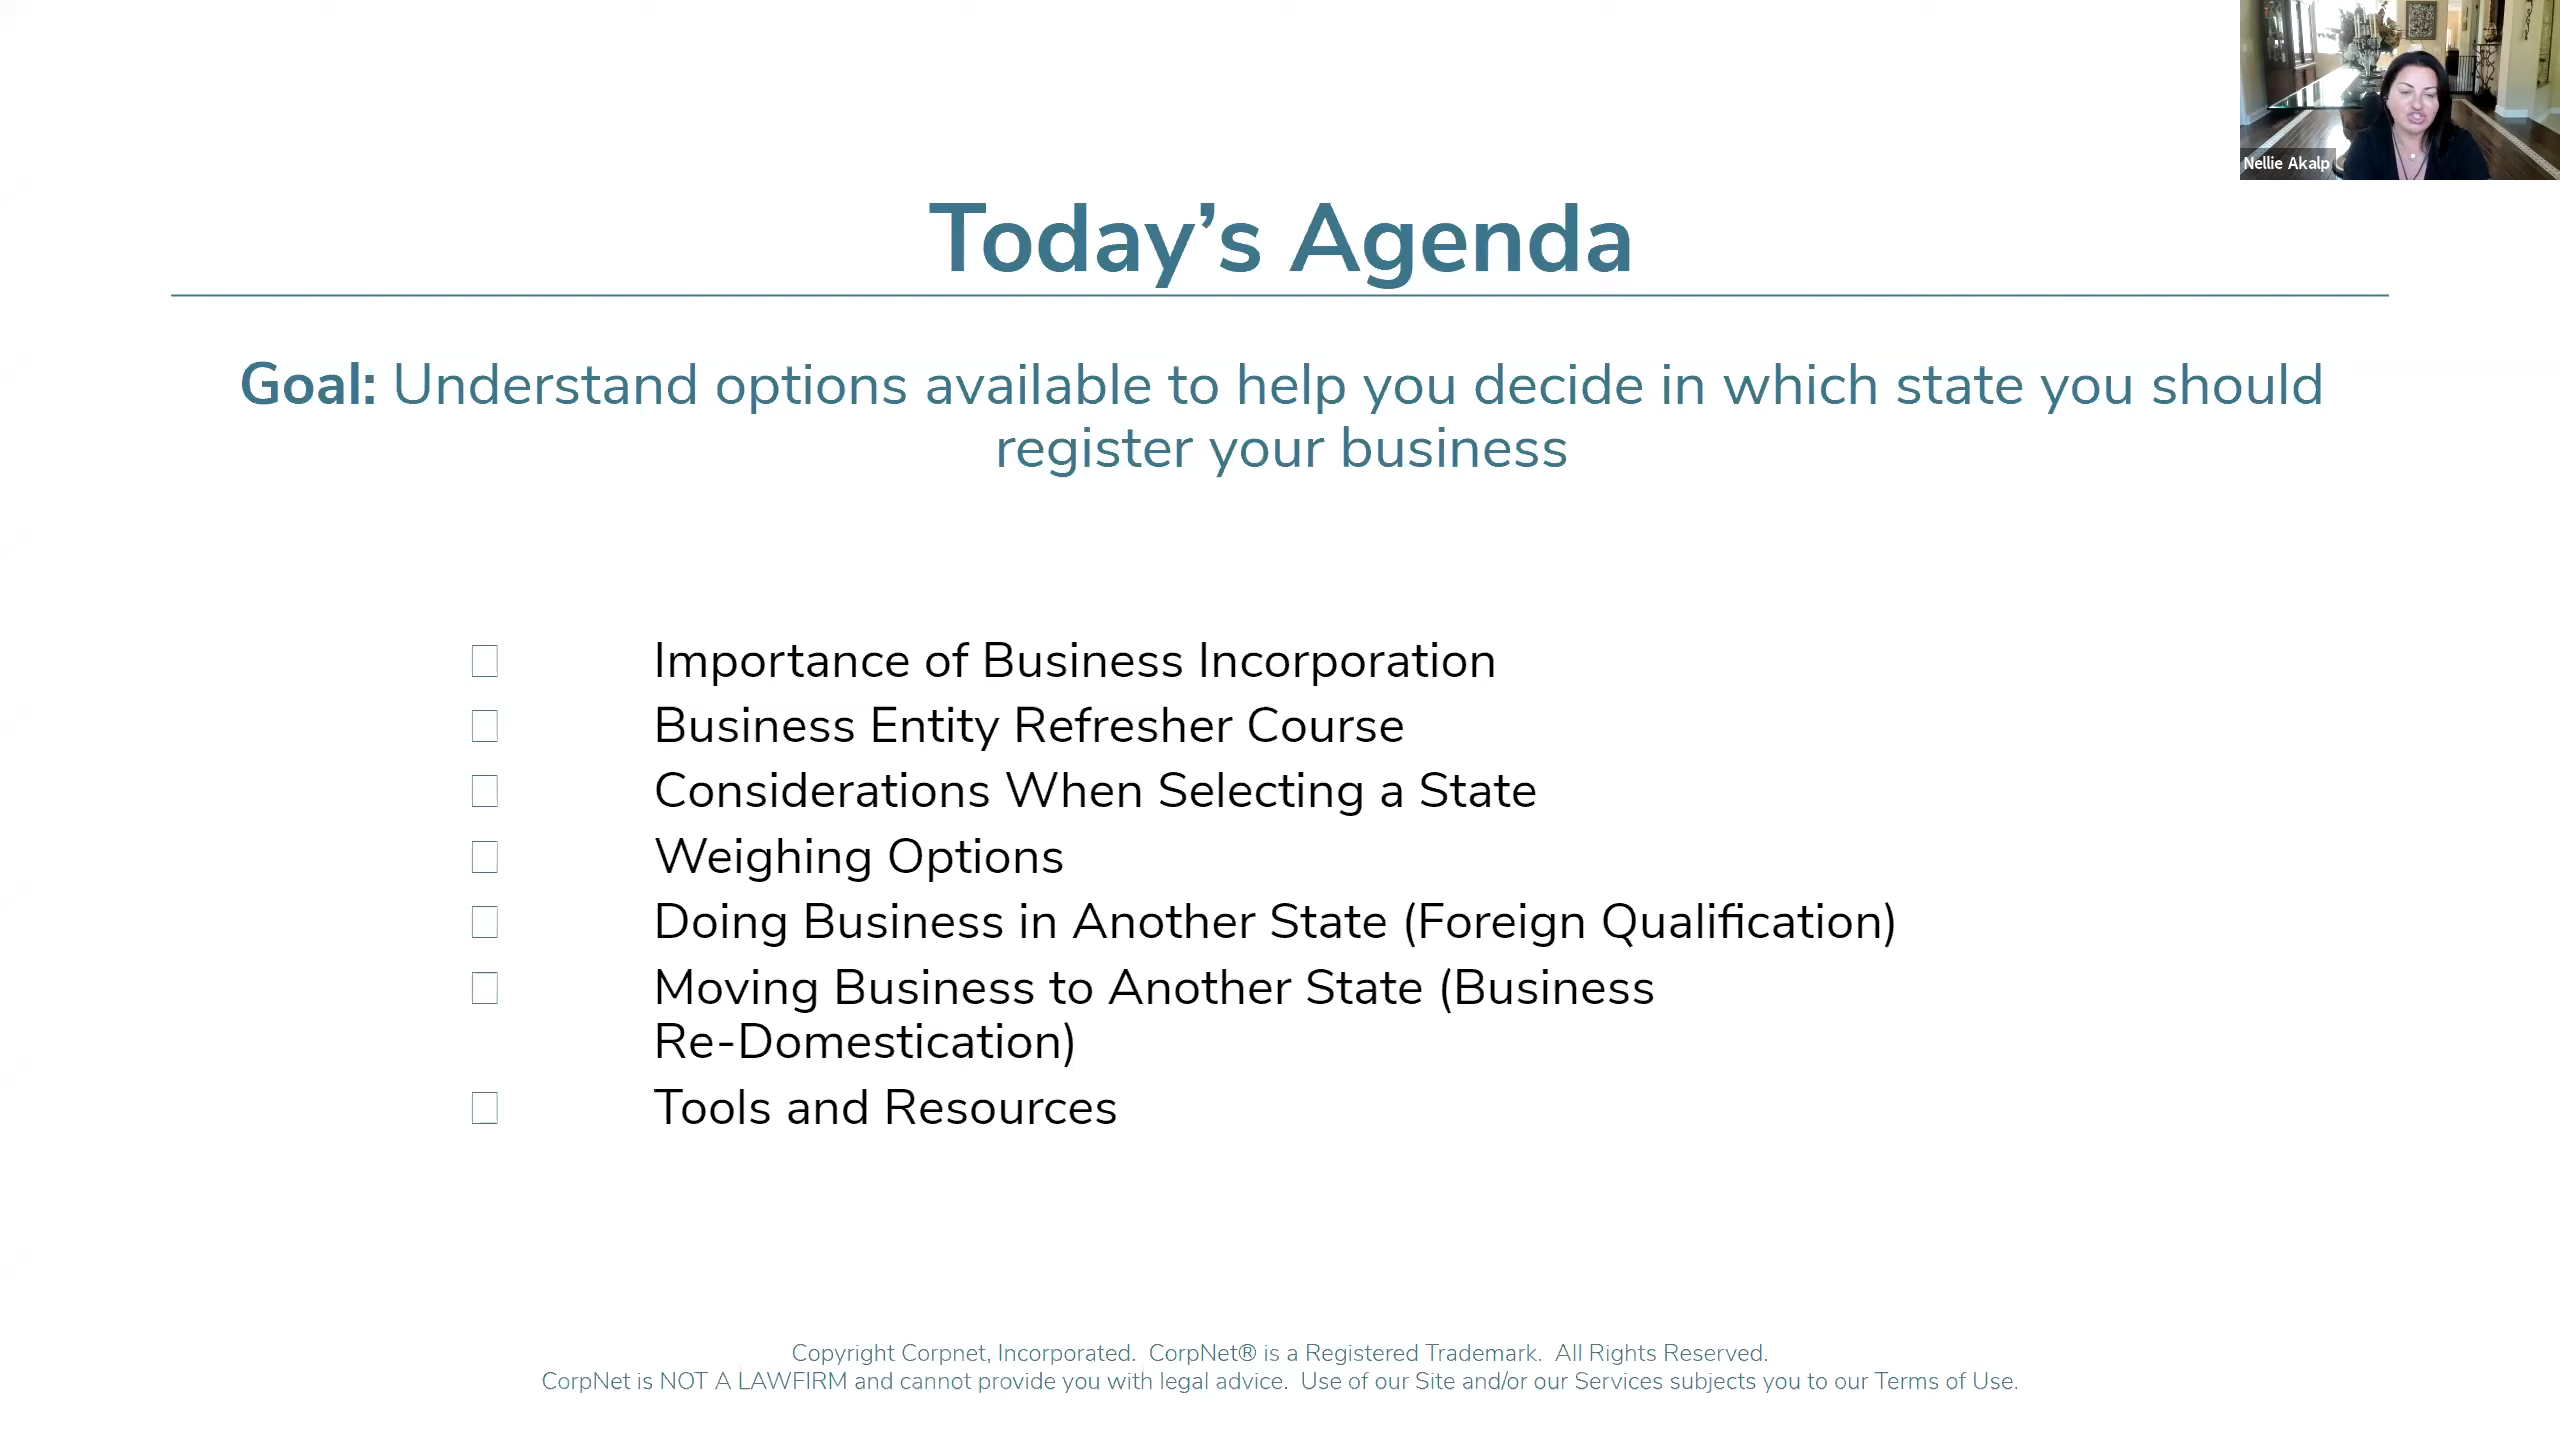 Nellie Akalp
Today’s Agenda
Goal: Understand options available to help you decide in which state you should
register your business
Importance of Business Incorporation
Business Entity Refresher Course
Considerations When Selecting a State
Weighing Options
Doing Business in Another State (Foreign Qualification)
Moving Business to Another State (Business
Re-Domestication)
Tools and Resources
Copyright Corpnet, Incorporated. CorpNet® is a Registered Trademark. All Rights Reserved.
CorpNet is NOT A LAWFIRM and cannot provide you with legal advice. Use of our Site and/or our Services subjects you to our Terms of Use.